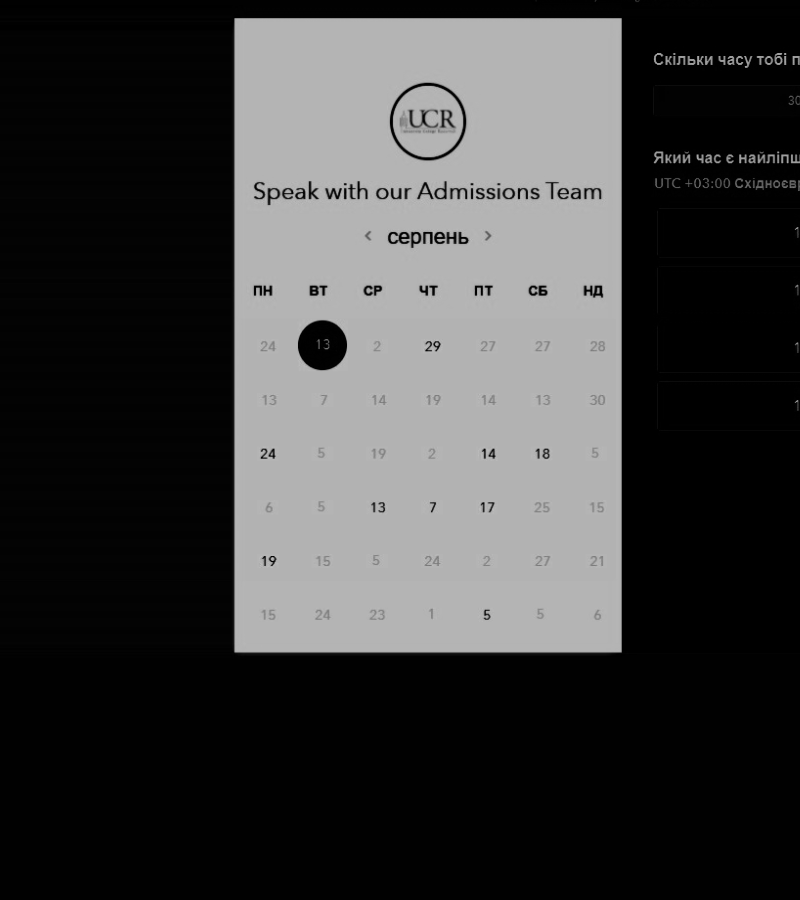 UCR
Speak with our Admissions Team
< серпень >
ПН ВТ СР ЧТ ПТ СБ НД
24 13 2 29 27 27 28
13 7 14 19 14 13 30
24 5 19 2 14 18 5
6 5 13 7 17 25 15
19 15 5 24 2 27 21
15 24 23 1 5 5 6
Скільки часу тобі п
30
Який час є найліпш
UTC +03:00 Східноєвр
1
1
1
1